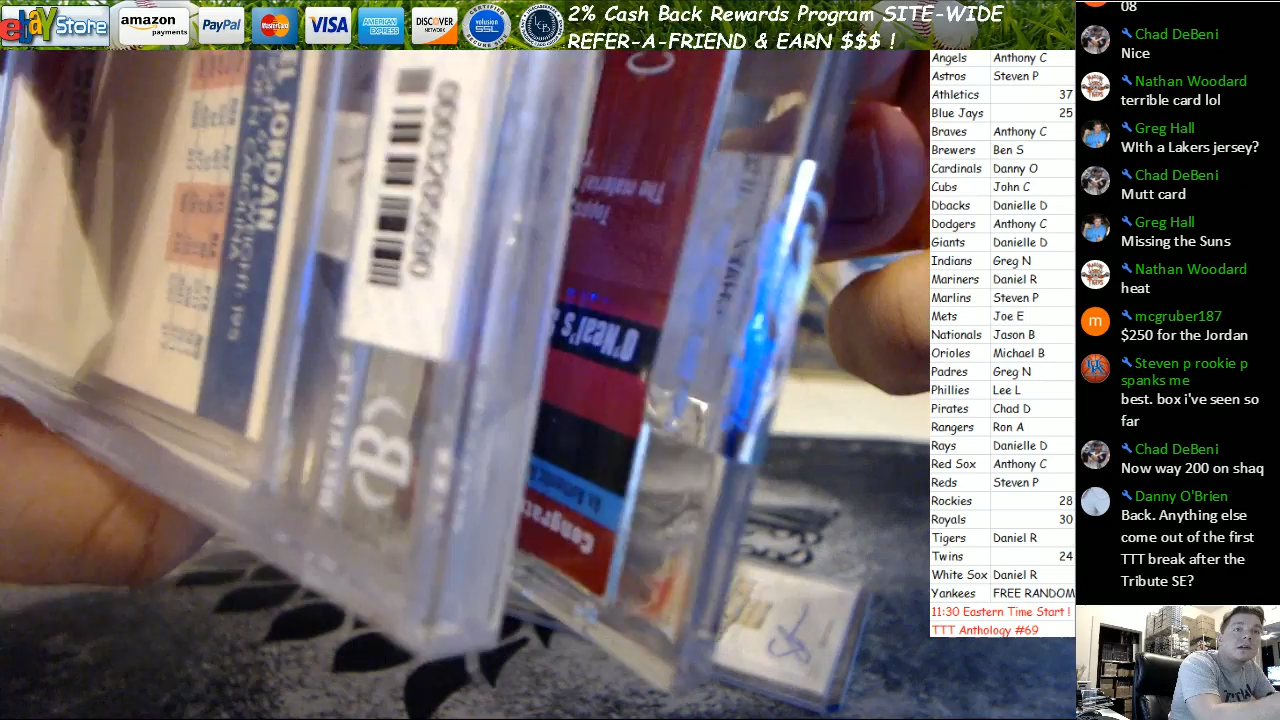 ebay Store
amazon payments
PayPal
MasterCard
VISA
AMERICAN EXPRESS
DISCOVER NETWORK
volusion SSL
2% Cash Back Rewards Program SITE-WIDE
REFER-A-FRIEND & EARN $$$ !
Angels Anthony C
Astros Steven P
Athletics 37
Blue Jays 25
Braves Anthony C
Brewers Ben S
Cardinals Danny O
Cubs John C
Dbacks Danielle D
Dodgers Anthony C
Giants Danielle D
Indians Greg N
Mariners Daniel R
Marlins Steven P
Mets Joe E
Nationals Jason B
Orioles Michael B
Padres Greg N
Phillies Lee L
Pirates Chad D
Rangers Ron A
Rays Danielle D
Red Sox Anthony C
Reds Steven P
Rockies 28
Royals 30
Tigers Daniel R
Twins 24
White Sox Daniel R
Yankees FREE RANDOM
11:30 Eastern Time Start !
TTT Anthology #69
08
Chad DeBeni
Nice
Nathan Woodard
terrible card lol
Greg Hall
WIth a Lakers jersey?
Chad DeBeni
Mutt card
Greg Hall
Missing the Suns
Nathan Woodard
heat
m
mcgruber187
$250 for the Jordan
Steven p rookie p
spanks me
best. box i've seen so
far
Chad DeBeni
Now way 200 on shaq
Danny O'Brien
Back. Anything else
come out of the first
TTT break after the
Tribute SE?
The material
O'Neal's